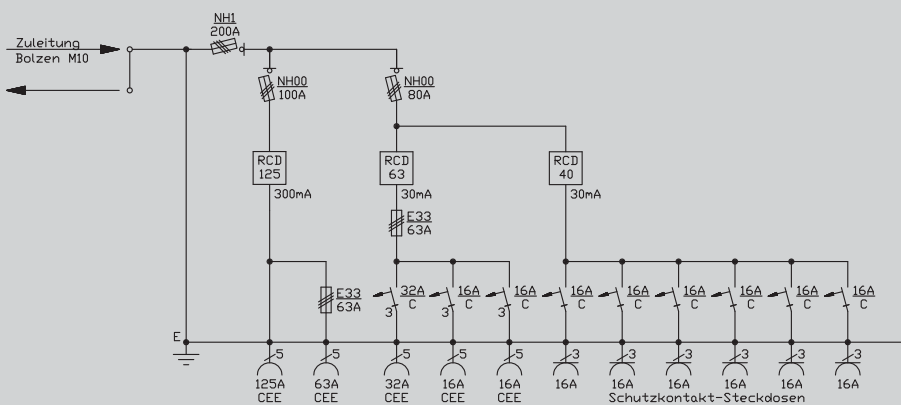 NH1
200A
Zuleitung
Bolzen M10
NH00
100A
NH00
80A
RCD
125
300mA
RCD
63
30mA
RCD
40
30mA
E33
63A
E33
63A
32A
C
3
16A
C
3
16A
C
3
16A
C
16A
C
16A
C
16A
C
16A
C
16A
C
E
5
5
5
5
5
3
3
3
3
3
3
125A
CEE
63A
CEE
32A
CEE
16A
CEE
16A
CEE
16A
16A
16A
16A
16A
16A
Schutzkontakt-Steckdosen